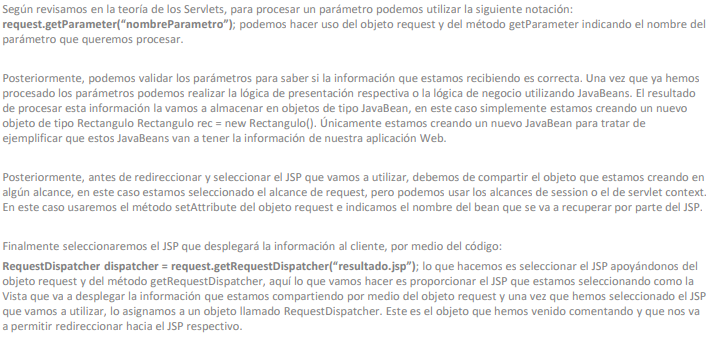 Según revisamos en la teoría de los Servlets, para procesar un parámetro podemos utilizar la siguiente notación:
request.getParameter(“nombreParametro”); podemos hacer uso del objeto request y del método getParameter indicando el nombre del
parámetro que queremos procesar.
Posteriormente, podemos validar los parámetros para saber si la información que estamos recibiendo es correcta. Una vez que ya hemos
procesado los parámetros podemos realizar la lógica de presentación respectiva o la lógica de negocio utilizando JavaBeans. El resultado
de procesar esta información la vamos a almacenar en objetos de tipo JavaBean, en este caso simplemente estamos creando un nuevo
objeto de tipo Rectangulo Rectangulo rec = new Rectangulo(). Únicamente estamos creando un nuevo JavaBean para tratar de
ejemplificar que estos JavaBeans van a tener la información de nuestra aplicación Web.
Posteriormente, antes de redireccionar y seleccionar el JSP que vamos a utilizar, debemos de compartir el objeto que estamos creando en
algún alcance, en este caso estamos seleccionado el alcance de request, pero podemos usar los alcances de session o el de servlet context.
En este caso usaremos el método setAttribute del objeto request e indicamos el nombre del bean que se va a recuperar por parte del JSP.
Finalmente seleccionaremos el JSP que desplegará la información al cliente, por medio del código:
RequestDispatcher dispatcher = request.getRequestDispatcher(“resultado.jsp”); lo que hacemos es seleccionar el JSP apoyándonos del
objeto request y del método getRequestDispatcher, aquí lo que vamos hacer es proporcionar el JSP que estamos seleccionando como la
Vista que va a desplegar la información que estamos compartiendo por medio del objeto request y una vez que hemos seleccionado el JSP
que vamos a utilizar, lo asignamos a un objeto llamado RequestDispatcher. Este es el objeto que hemos venido comentando y que nos va
a permitir redireccionar hacia el JSP respectivo.